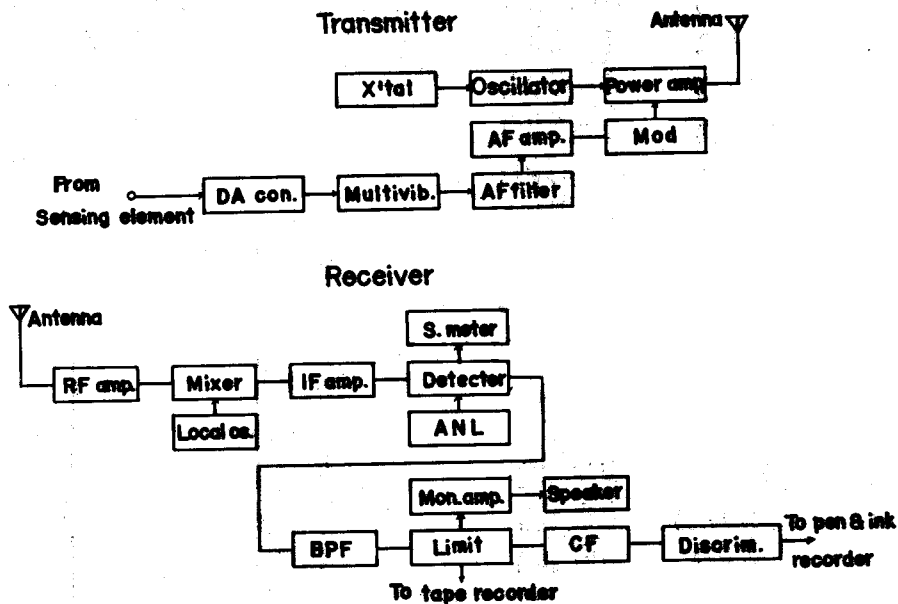 Transmitter
Antenna
X'tal
Oscillator
Power amp.
AF amp.
Mod
From
Sensing element
DA con.
Multivib.
AF filter
Receiver
Antenna
S. meter
RF amp.
Mixer
IF amp.
Detector
Local os.
ANL
Mon. amp.
Speaker
BPF
Limit
CF
Discrim.
To pen & ink
recorder
To tape recorder